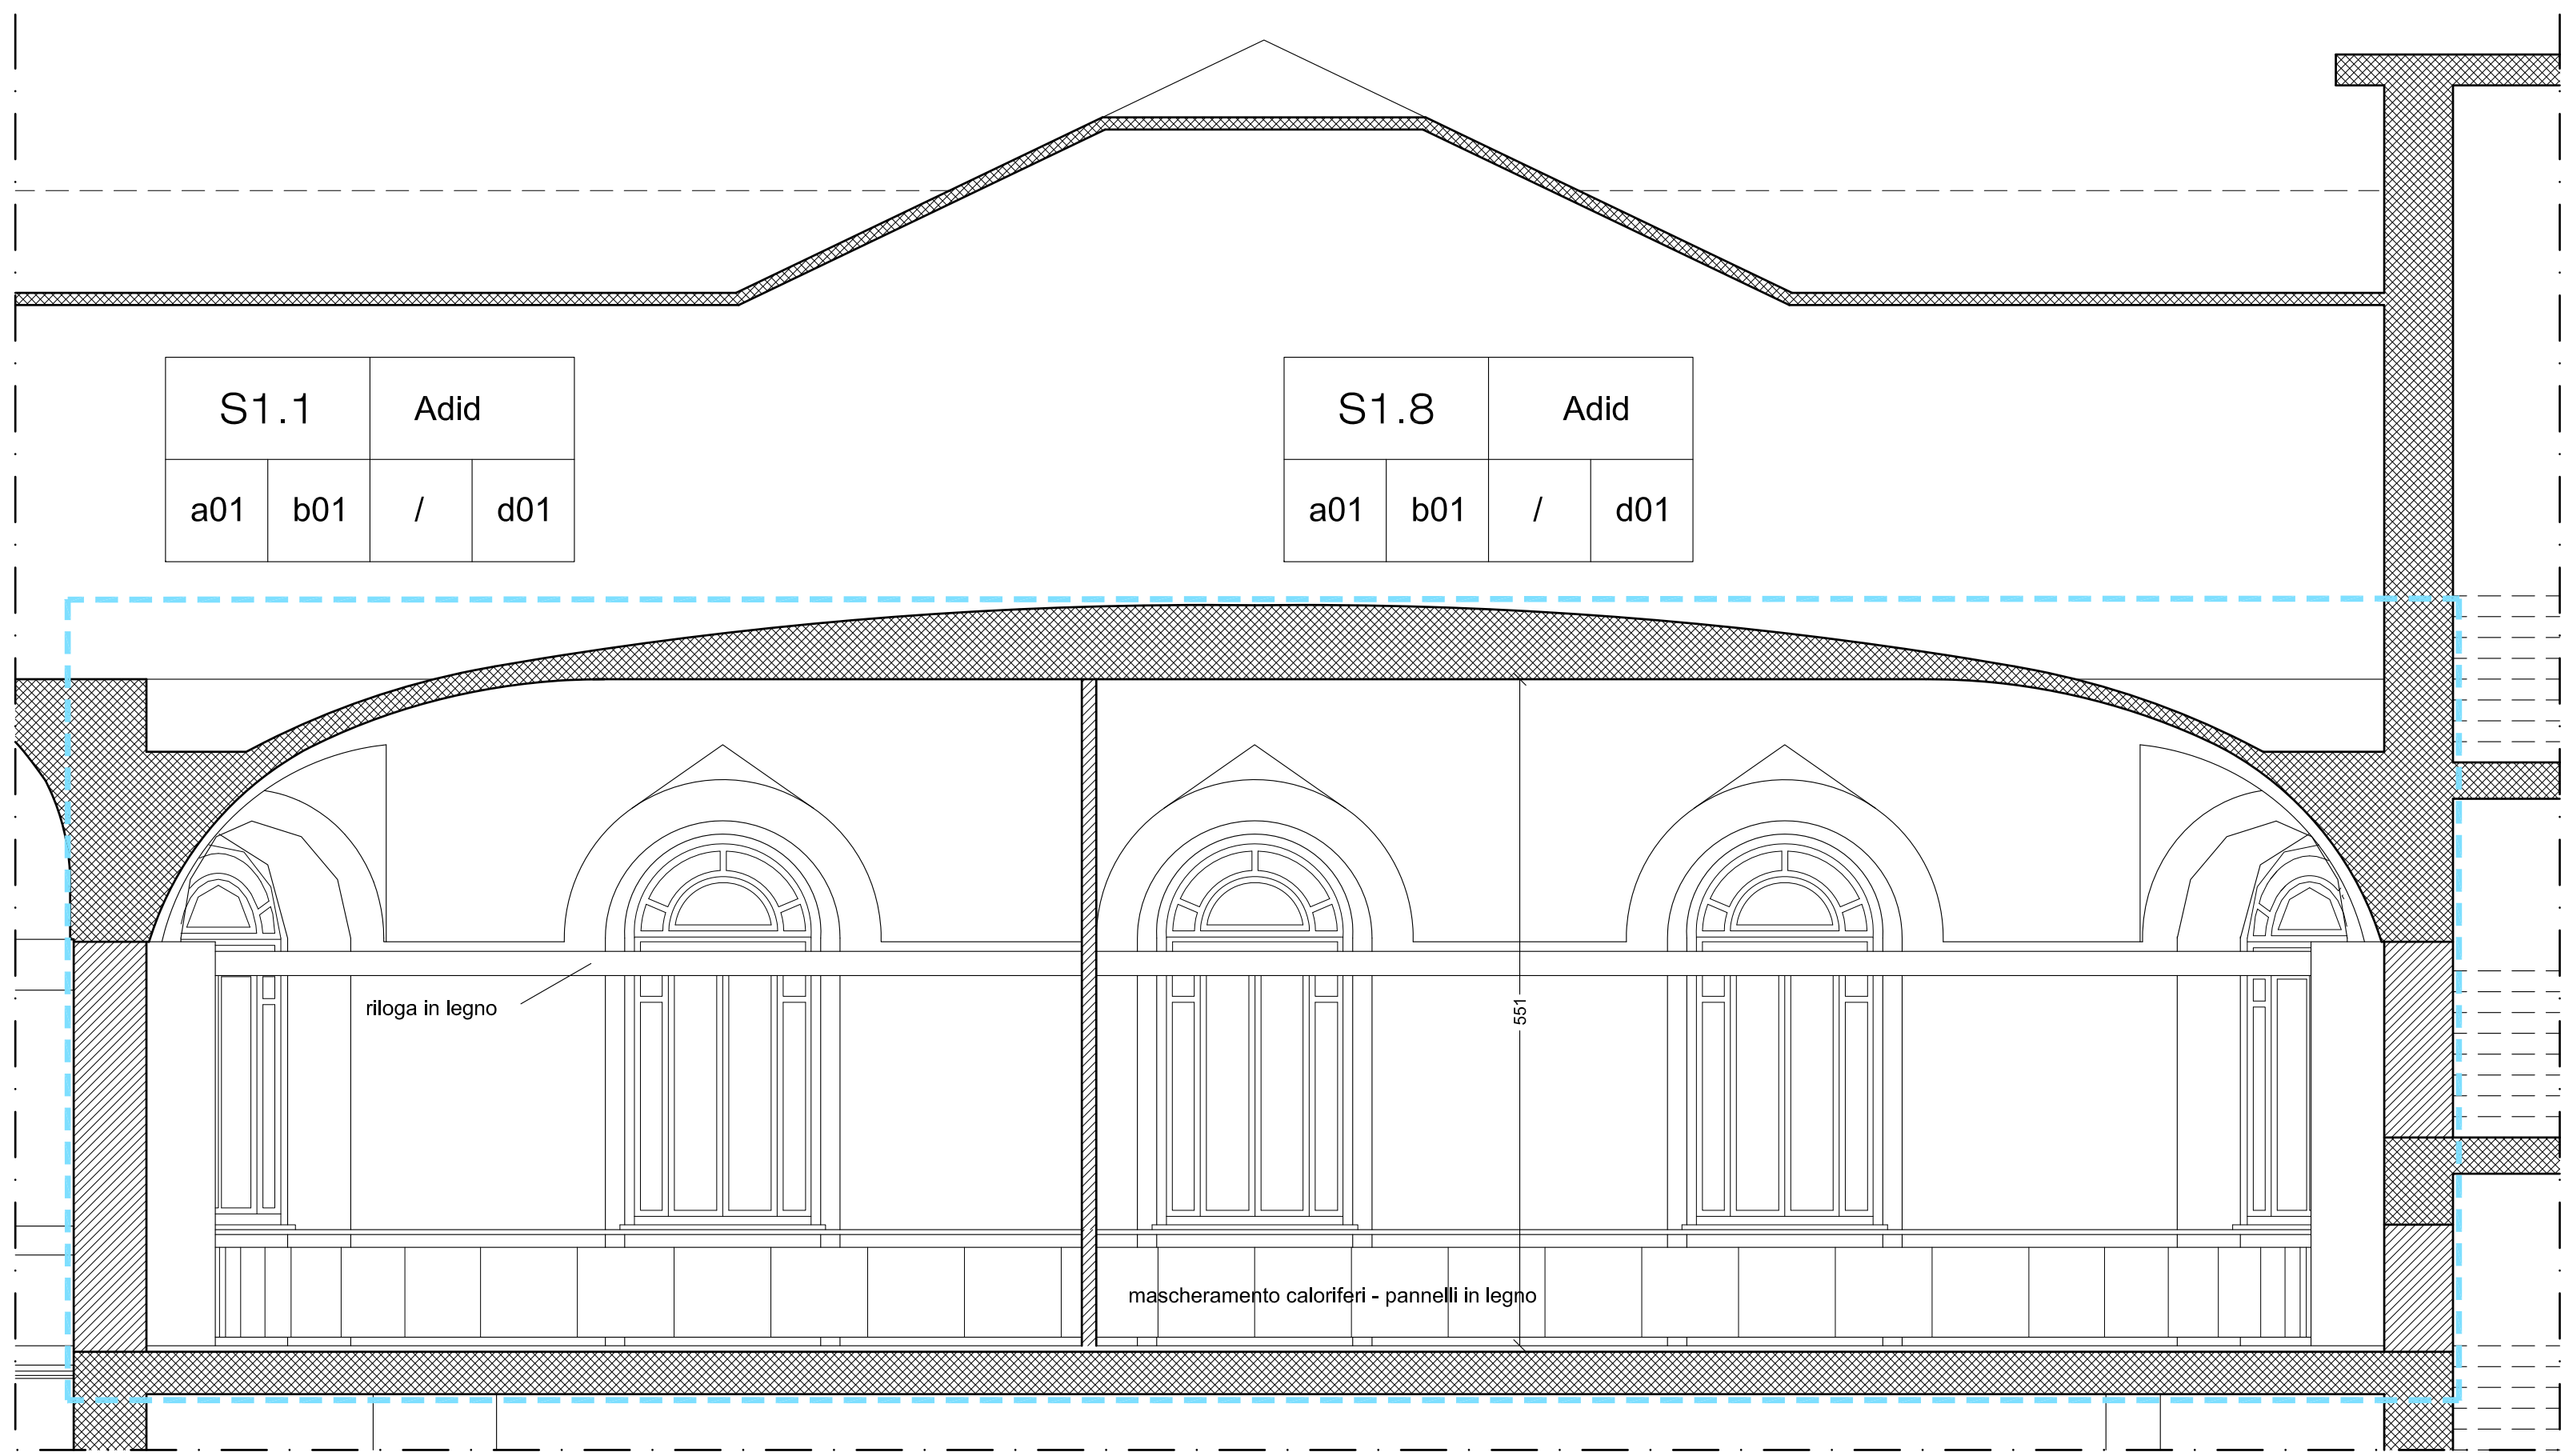 S1.1 Adid
a01 b01 / d01
S1.8 Adid
a01 b01 / d01
riloga in legno
551
mascheramento caloriferi - pannelli in legno